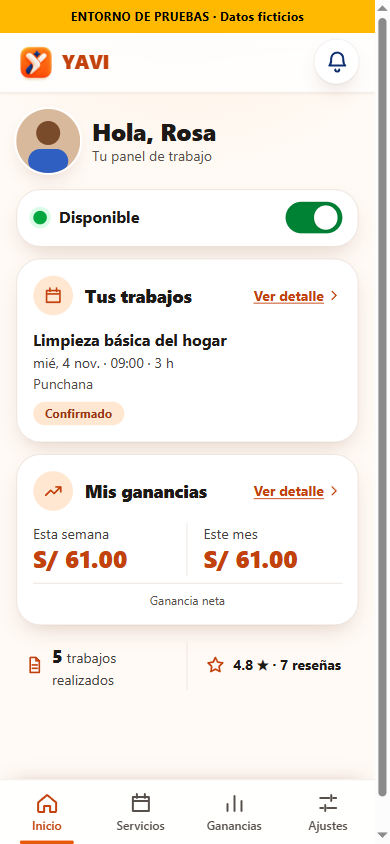 ENTORNO DE PRUEBAS · Datos ficticios
YAVI
Hola, Rosa
Tu panel de trabajo
Disponible
Tus trabajos
Ver detalle
Limpieza básica del hogar
mié, 4 nov. · 09:00 · 3 h
Punchana
Confirmado
Mis ganancias
Ver detalle
Esta semana
S/ 61.00
Este mes
S/ 61.00
Ganancia neta
5 trabajos
realizados
4.8 ★ · 7 reseñas
Inicio
Servicios
Ganancias
Ajustes